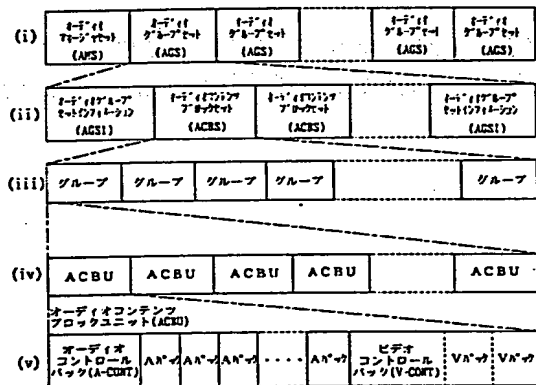 (i)
オーディオ
マネージャセット
(AMS)
オーディオ
グループセット
(AGS)
オーディオ
グループセット
(AGS)
オーディオ
グループセット
(AGS)
オーディオ
グループセット
(AGS)
(ii)
オーディオグループ
セットインフォメーション
(AGSI)
オーディオコンテンツ
ブロックセット
(ACBS)
オーディオコンテンツ
ブロックセット
(ACBS)
オーディオグループ
セットインフォメーション
(AGSI)
(iii)
グループ
グループ
グループ
グループ
グループ
(iv)
ACBU
ACBU
ACBU
ACBU
ACBU
オーディオコンテンツ
ブロックユニット(ACBU)
(v)
オーディオ
コントロール
パック(A-CONT)
Aパック
Aパック
Aパック
Aパック
ビデオ
コントロール
パック(V-CONT)
Vパック
Vパック